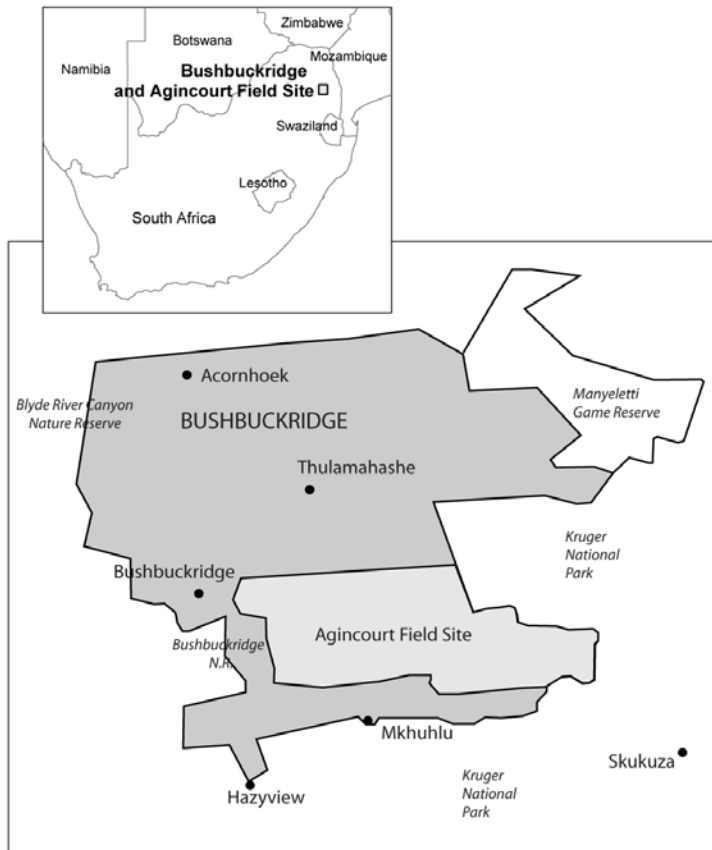 Zimbabwe
Botswana
Mozambique
Namibia
Bushbuckridge
and Agincourt Field Site
Swaziland
Lesotho
South Africa
Acornhoek
Blyde River Canyon
Nature Reserve
BUSHBUCKRIDGE
Manyeletti
Game Reserve
Thulamahashe
Kruger
National
Park
Bushbuckridge
Agincourt Field Site
Bushbuckridge
N.R.
Mkhuhlu
Skukuza
Hazyview
Kruger
National
Park